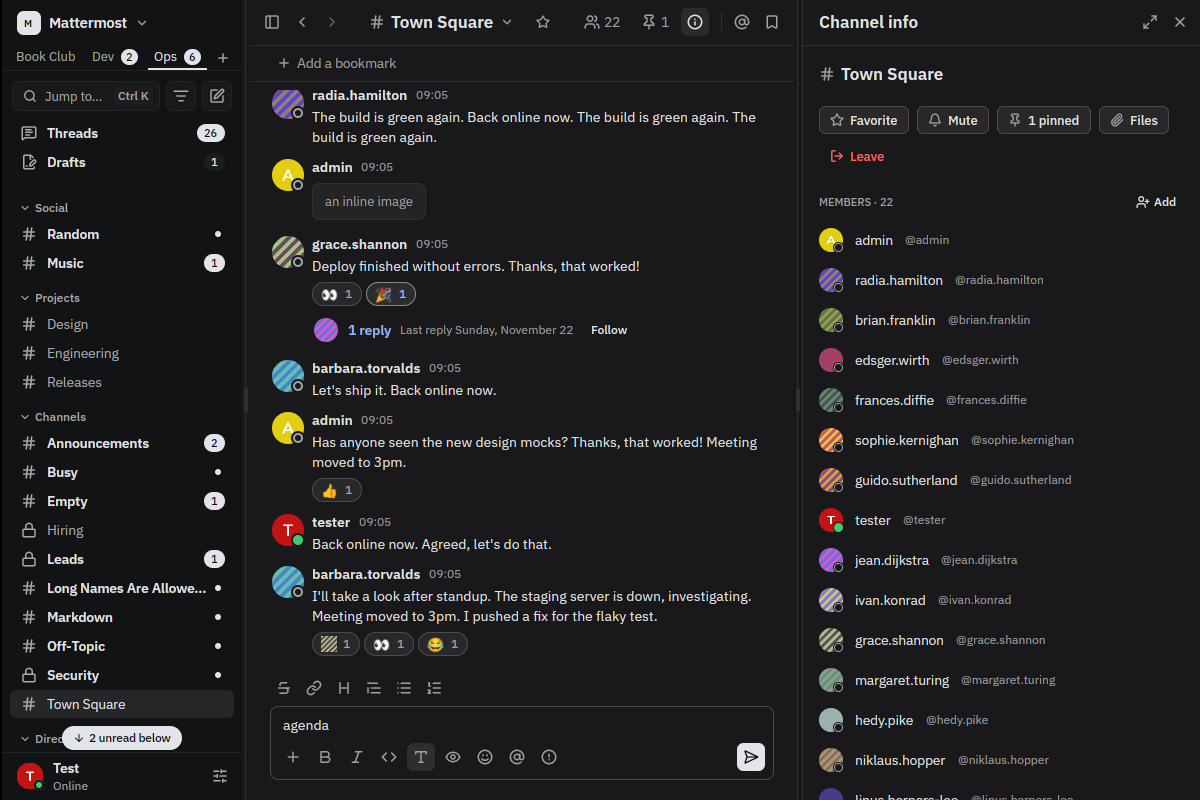 M Mattermost
Book Club Dev 2 Ops 6
Jump to... Ctrl K
Threads 26
Drafts 1
Social
Random
Music 1
Projects
Design
Engineering
Releases
Channels
Announcements 2
Busy
Empty 1
Hiring
Leads 1
Long Names Are Allowe...
Markdown
Off-Topic
Security
Town Square
Direc
2 unread below
T Test
Online
# Town Square 22 1
Add a bookmark
radia.hamilton 09:05
The build is green again. Back online now. The build is green again. The
build is green again.
A admin 09:05
an inline image
grace.shannon 09:05
Deploy finished without errors. Thanks, that worked!
👀 1 🎉 1
1 reply Last reply Sunday, November 22 Follow
barbara.torvalds 09:05
Let's ship it. Back online now.
A admin 09:05
Has anyone seen the new design mocks? Thanks, that worked! Meeting
moved to 3pm.
👍 1
T tester 09:05
Back online now. Agreed, let's do that.
barbara.torvalds 09:05
I'll take a look after standup. The staging server is down, investigating.
Meeting moved to 3pm. I pushed a fix for the flaky test.
1 👀 1 😂 1
agenda
Channel info
# Town Square
Favorite Mute 1 pinned Files
Leave
MEMBERS · 22 Add
A admin @admin
radia.hamilton @radia.hamilton
brian.franklin @brian.franklin
edsger.wirth @edsger.wirth
frances.diffie @frances.diffie
sophie.kernighan @sophie.kernighan
guido.sutherland @guido.sutherland
T tester @tester
jean.dijkstra @jean.dijkstra
ivan.konrad @ivan.konrad
grace.shannon @grace.shannon
margaret.turing @margaret.turing
hedy.pike @hedy.pike
niklaus.hopper @niklaus.hopper
linus.berners-lee @linus.berners-lee